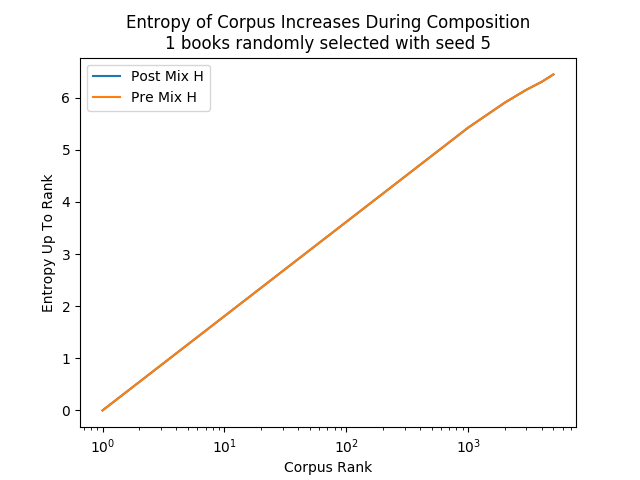 Entropy of Corpus Increases During Composition
1 books randomly selected with seed 5
Post Mix H
Pre Mix H
Entropy Up To Rank
6
5
4
3
2
1
0
10⁰ 10¹ 10² 10³
Corpus Rank